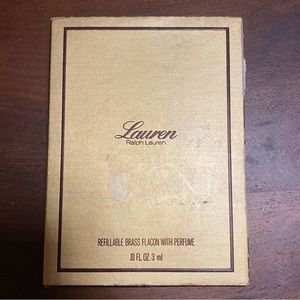 Lauren
Ralph Lauren
REFILLABLE BRASS FLACON WITH PERFUME
.10 FL. OZ. 3 ml